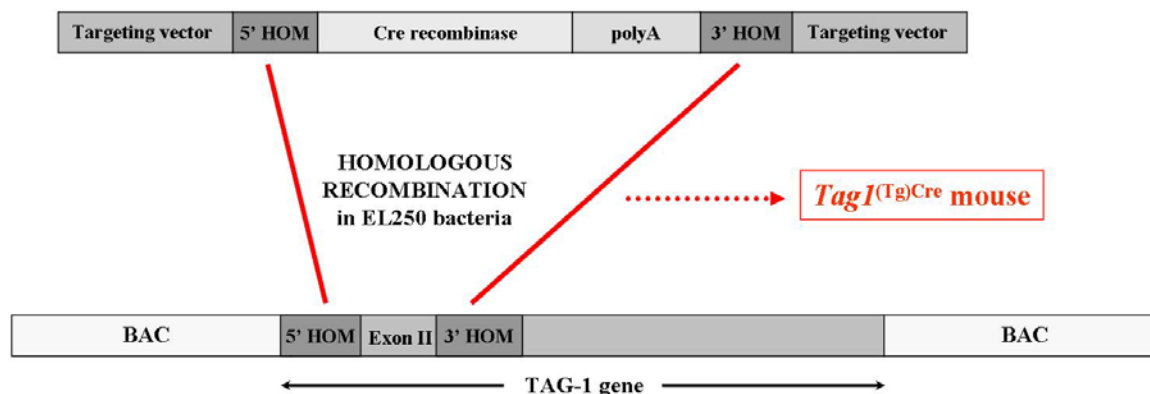 Targeting vector 5' HOM Cre recombinase polyA 3' HOM Targeting vector
HOMOLOGOUS
RECOMBINATION
in EL250 bacteria
Tag1(Tg)Cre mouse
BAC 5' HOM Exon II 3' HOM BAC
TAG-1 gene